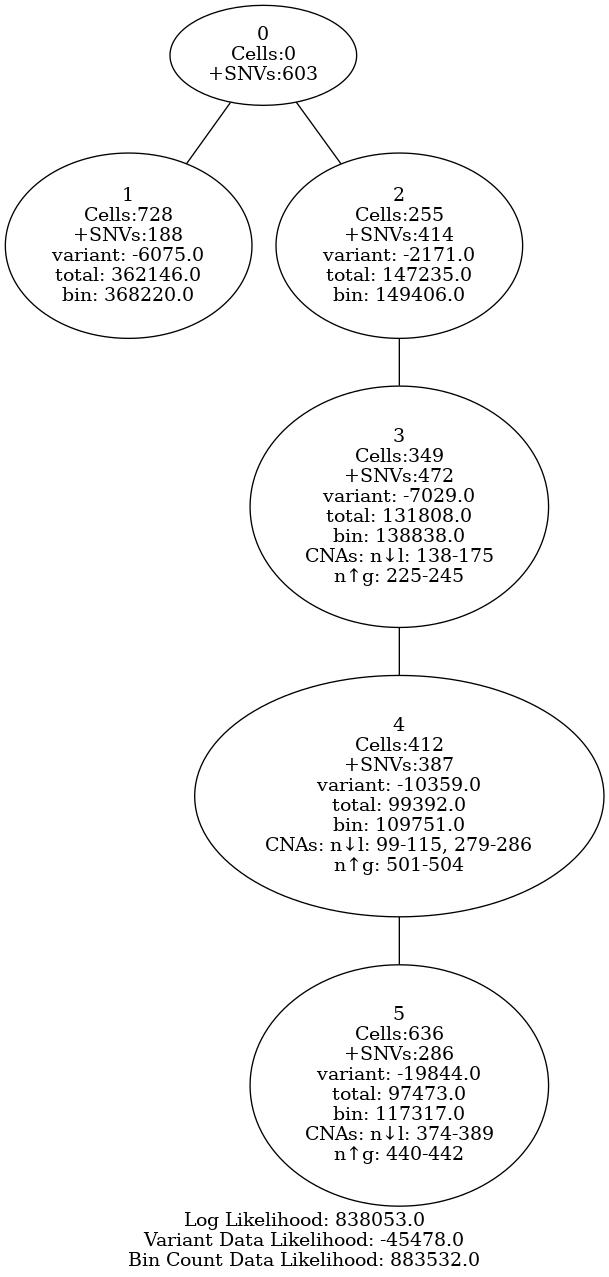 0
Cells:0
+SNVs:603
1
Cells:728
+SNVs:188
variant: -6075.0
total: 362146.0
bin: 368220.0
2
Cells:255
+SNVs:414
variant: -2171.0
total: 147235.0
bin: 149406.0
3
Cells:349
+SNVs:472
variant: -7029.0
total: 131808.0
bin: 138838.0
CNAs: n↓l: 138-175
n↑g: 225-245
4
Cells:412
+SNVs:387
variant: -10359.0
total: 99392.0
bin: 109751.0
CNAs: n↓l: 99-115, 279-286
n↑g: 501-504
5
Cells:636
+SNVs:286
variant: -19844.0
total: 97473.0
bin: 117317.0
CNAs: n↓l: 374-389
n↑g: 440-442
Log Likelihood: 838053.0
Variant Data Likelihood: -45478.0
Bin Count Data Likelihood: 883532.0